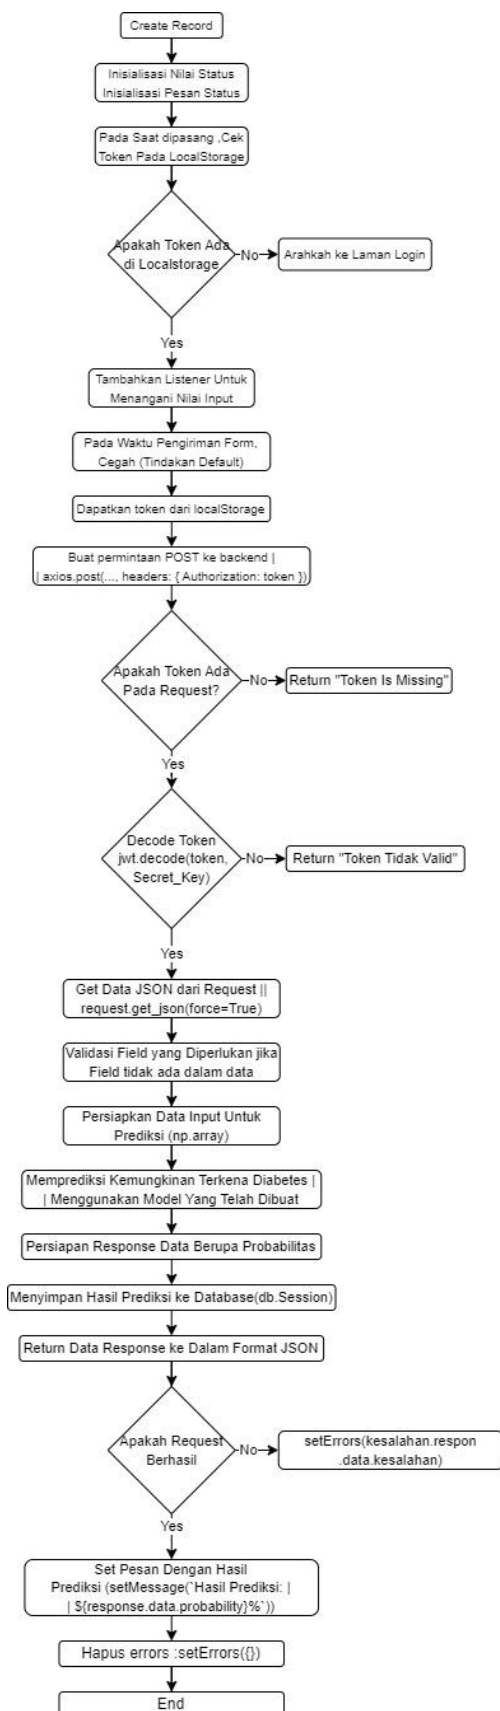 Create Record
Inisialisasi Nilai Status
Inisialisasi Pesan Status
Pada Saat dipasang ,Cek
Token Pada LocalStorage
Apakah Token Ada
di Localstorage
No
Arahkah ke Laman Login
Yes
Tambahkan Listener Untuk
Menangani Nilai Input
Pada Waktu Pengiriman Form,
Cegah (Tindakan Default)
Dapatkan token dari localStorage
Buat permintaan POST ke backend |
| axios.post(..., headers: { Authorization: token })
Apakah Token Ada
Pada Request?
No
Return "Token Is Missing"
Yes
Decode Token
jwt.decode(token,
Secret_Key)
No
Return "Token Tidak Valid"
Yes
Get Data JSON dari Request ||
request.get_json(force=True)
Validasi Field yang Diperlukan jika
Field tidak ada dalam data
Persiapkan Data Input Untuk
Prediksi (np.array)
Memprediksi Kemungkinan Terkena Diabetes |
| Menggunakan Model Yang Telah Dibuat
Persiapan Response Data Berupa Probabilitas
Menyimpan Hasil Prediksi ke Database(db.Session)
Return Data Response ke Dalam Format JSON
Apakah Request
Berhasil
No
setErrors(kesalahan.respon
.data.kesalahan)
Yes
Set Pesan Dengan Hasil
Prediksi (setMessage(`Hasil Prediksi: |
| ${response.data.probability}%`))
Hapus errors :setErrors({})
End